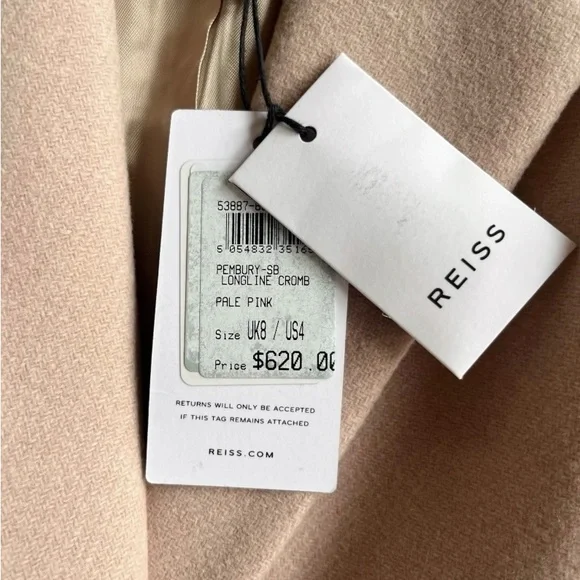 53887-
5 054832 3516
PEMBURY-SB
LONGLINE CROMB
PALE PINK
Size UK8 / US4
Price $620.00
RETURNS WILL ONLY BE ACCEPTED
IF THIS TAG REMAINS ATTACHED
REISS.COM
REISS